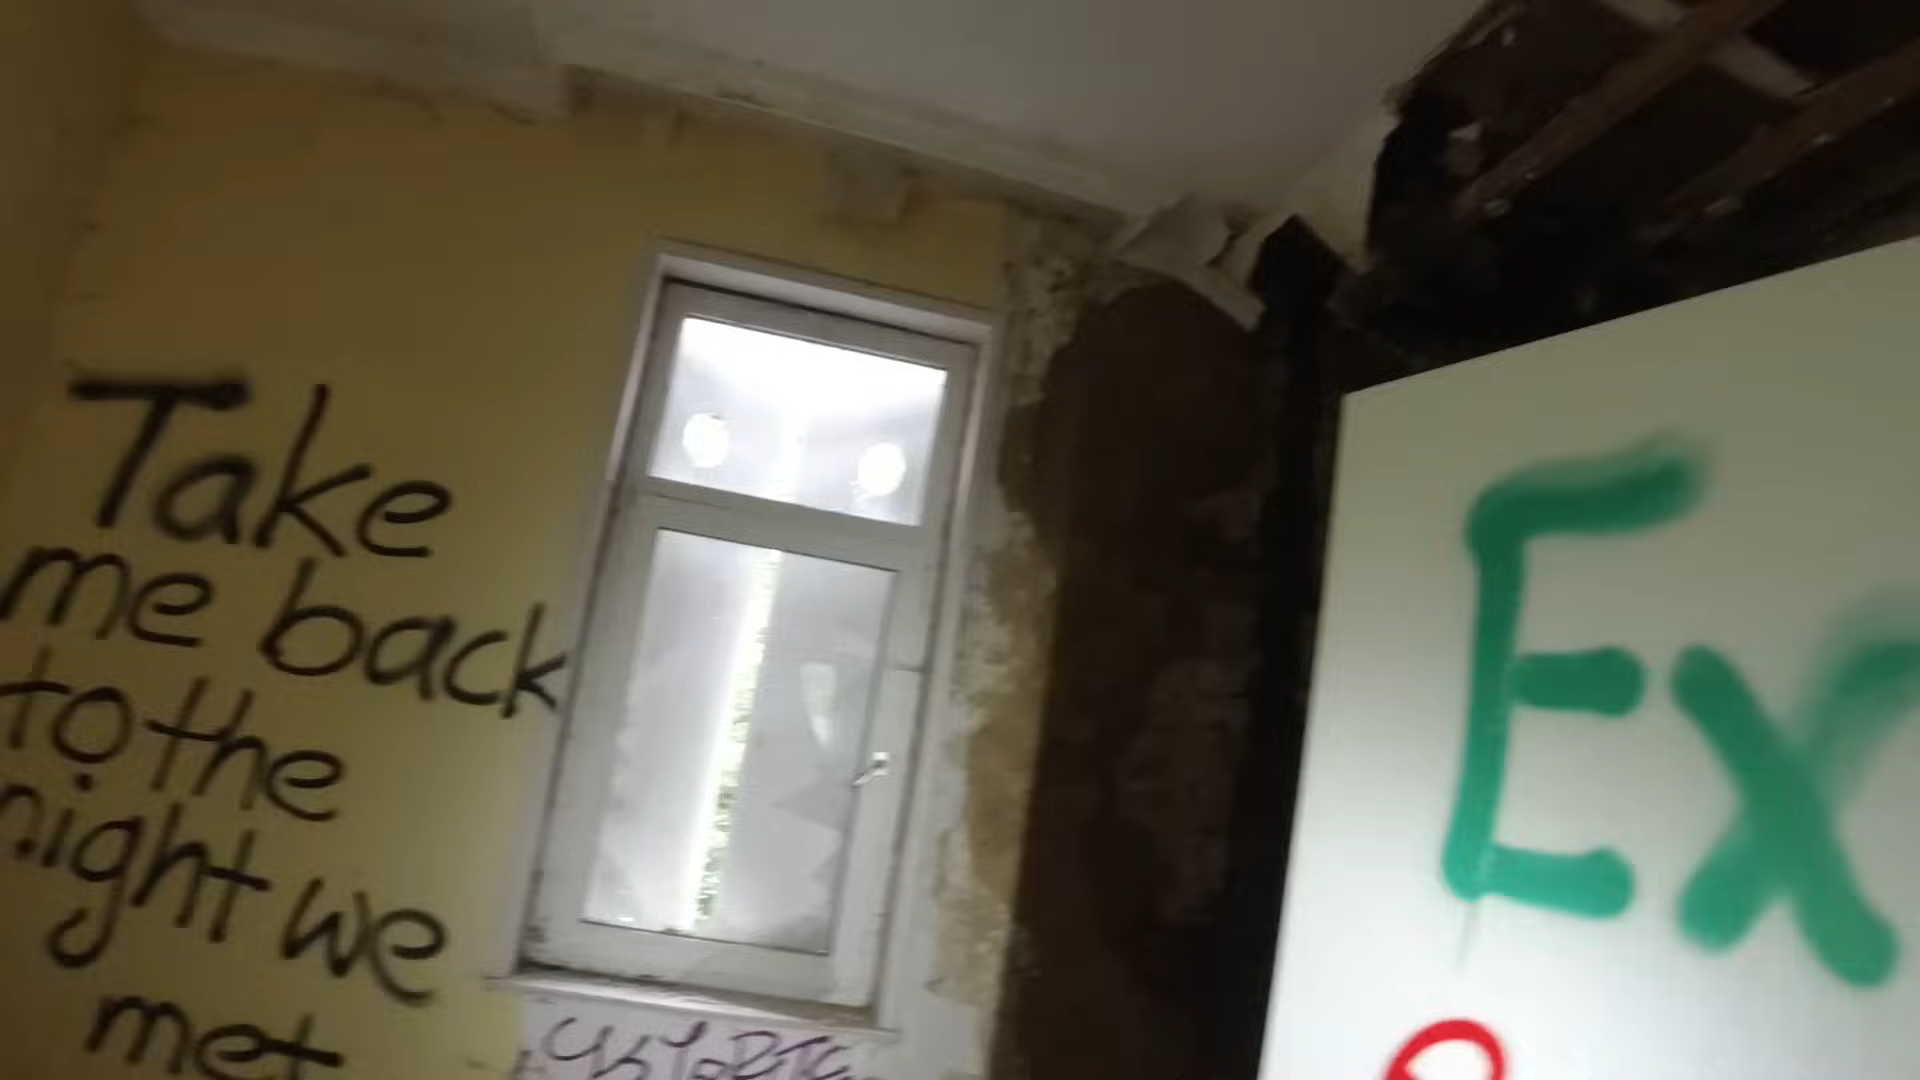 Take
me back
to the
night we
met
Ex